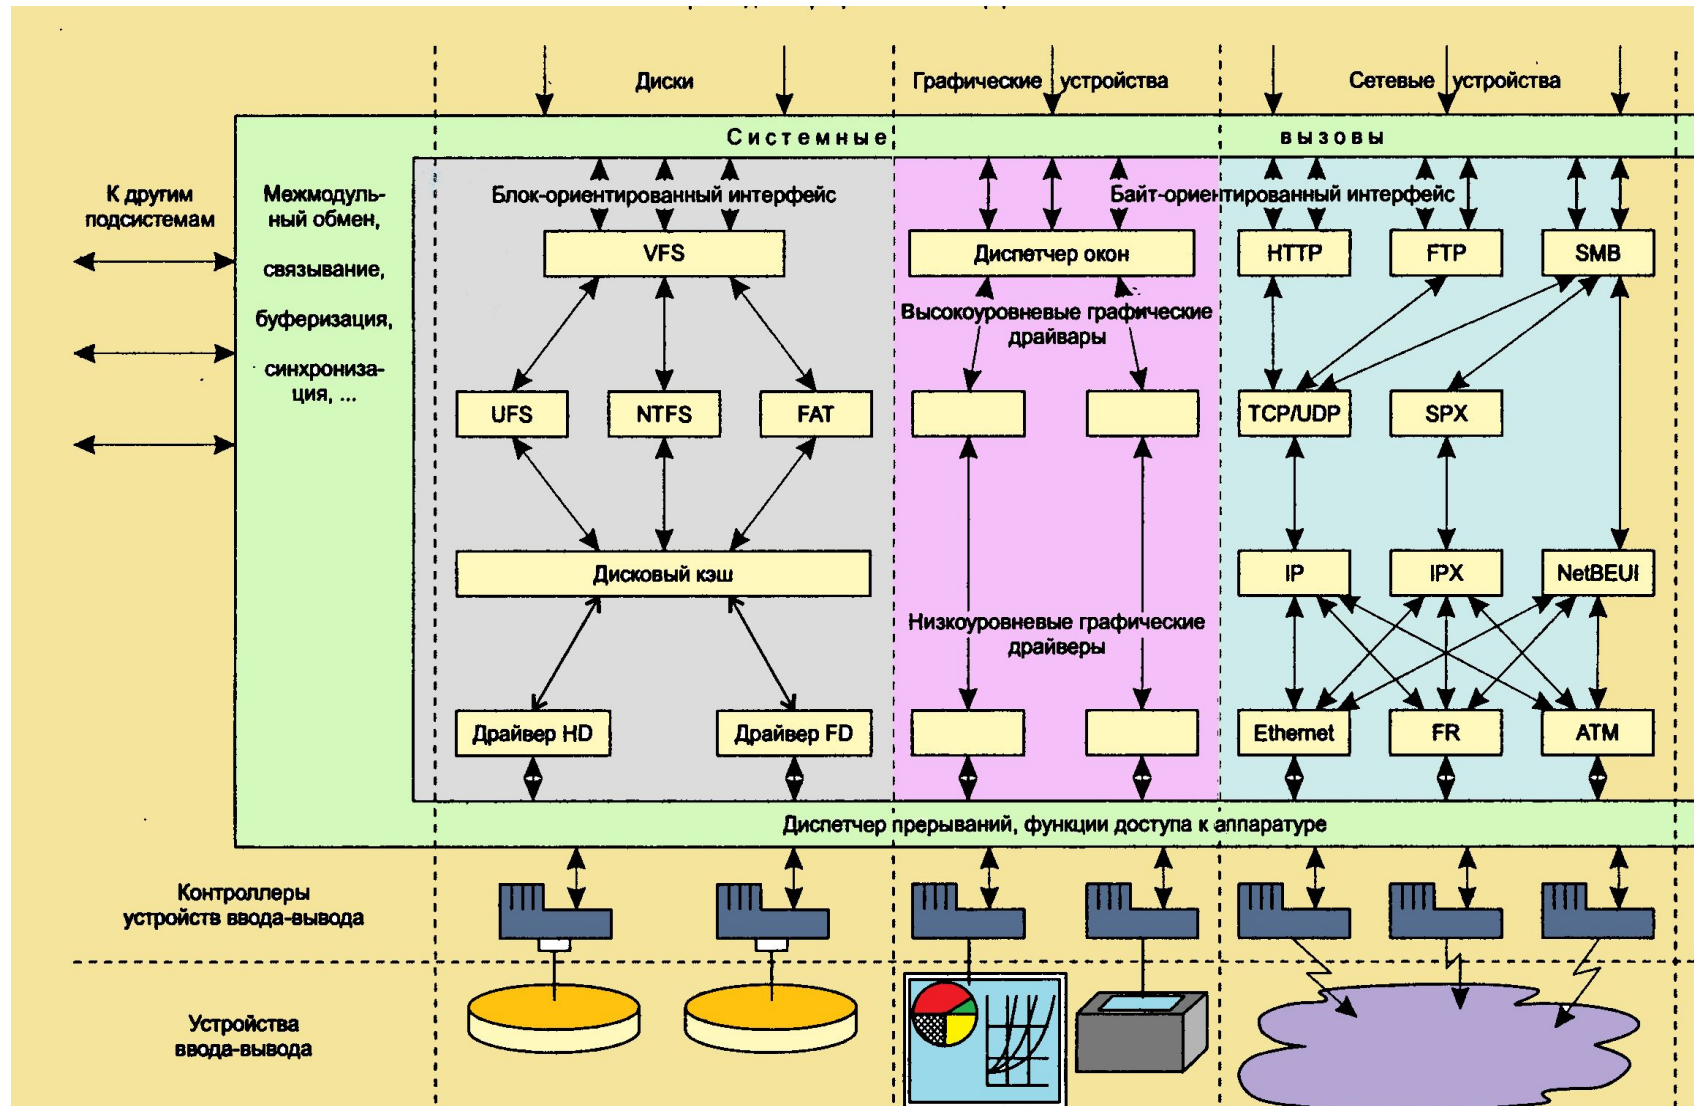 Диски
Графические устройства
Сетевые устройства
Системные вызовы
К другим
подсистемам
Межмодуль-
ный обмен,
связывание,
буферизация,
синхрониза-
ция, ...
Блок-ориентированный интерфейс
Байт-ориентированный интерфейс
VFS
Диспетчер окон
HTTP
FTP
SMB
Высокоуровневые графические
драйвары
UFS
NTFS
FAT
TCP/UDP
SPX
Дисковый кэш
IP
IPX
NetBEUI
Низкоуровневые графические
драйверы
Драйвер HD
Драйвер FD
Ethernet
FR
ATM
Диспетчер прерываний, функции доступа к аппаратуре
Контроллеры
устройств ввода-вывода
Устройства
ввода-вывода